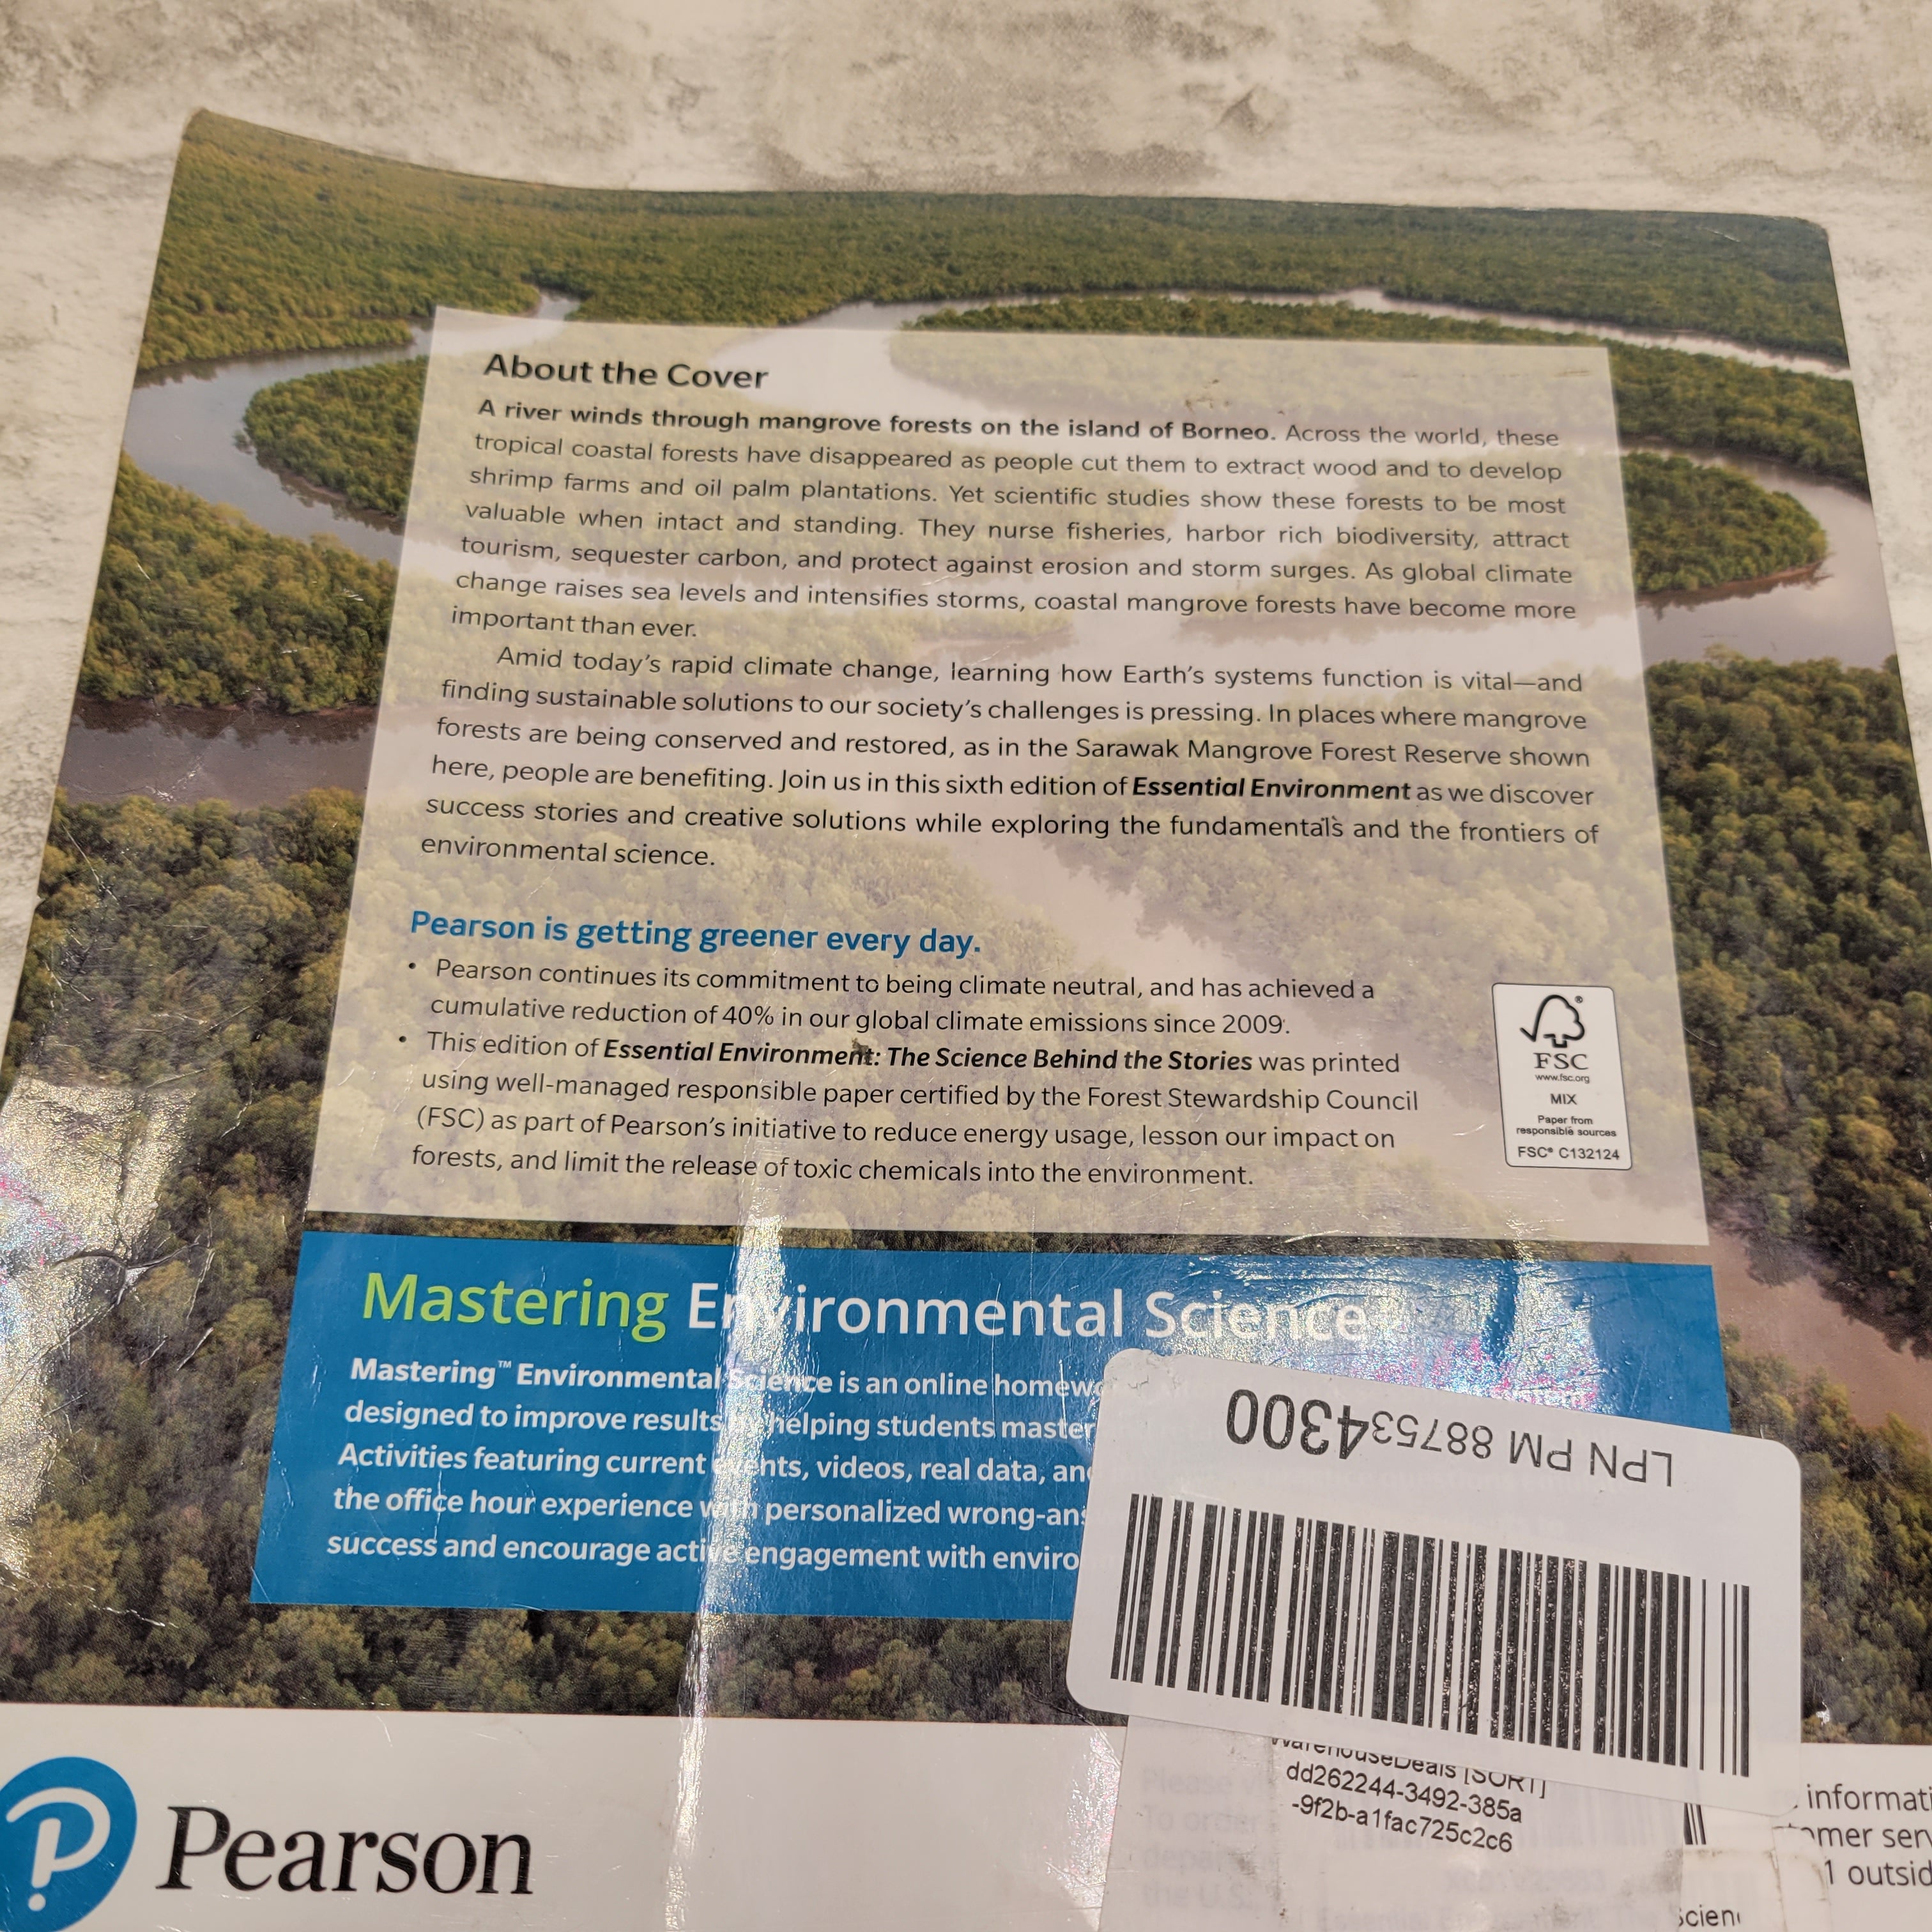 About the Cover
A river winds through mangrove forests on the island of Borneo. Across the world, these
tropical coastal forests have disappeared as people cut them to extract wood and to develop
shrimp farms and oil palm plantations. Yet scientific studies show these forests to be most
valuable when intact and standing. They nurse fisheries, harbor rich biodiversity, attract
tourism, sequester carbon, and protect against erosion and storm surges. As global climate
change raises sea levels and intensifies storms, coastal mangrove forests have become more
important than ever.
Amid today's rapid climate change, learning how Earth's systems function is vital—and
finding sustainable solutions to our society's challenges is pressing. In places where mangrove
forests are being conserved and restored, as in the Sarawak Mangrove Forest Reserve shown
here, people are benefiting. Join us in this sixth edition of Essential Environment as we discover
success stories and creative solutions while exploring the fundamentals and the frontiers of
environmental science.
Pearson is getting greener every day.
• Pearson continues its commitment to being climate neutral, and has achieved a
cumulative reduction of 40% in our global climate emissions since 2009.
• This edition of Essential Environment: The Science Behind the Stories was printed
using well-managed responsible paper certified by the Forest Stewardship Council
(FSC) as part of Pearson's initiative to reduce energy usage, lesson our impact on
forests, and limit the release of toxic chemicals into the environment.
FSC
www.fsc.org
MIX
Paper from
responsible sources
FSC® C132124
Mastering Environmental Science
Mastering™ Environmental Science is an online homew
designed to improve results by helping students master
Activities featuring current events, videos, real data, and
the office hour experience with personalized wrong-ans
success and encourage active engagement with enviro
LPN PM 887534300
WarehouseDeals [SORT]
dd262244-3492-385a
-9f2b-a1fac725c2c6
Pearson
informati
omer serv
1 outsid